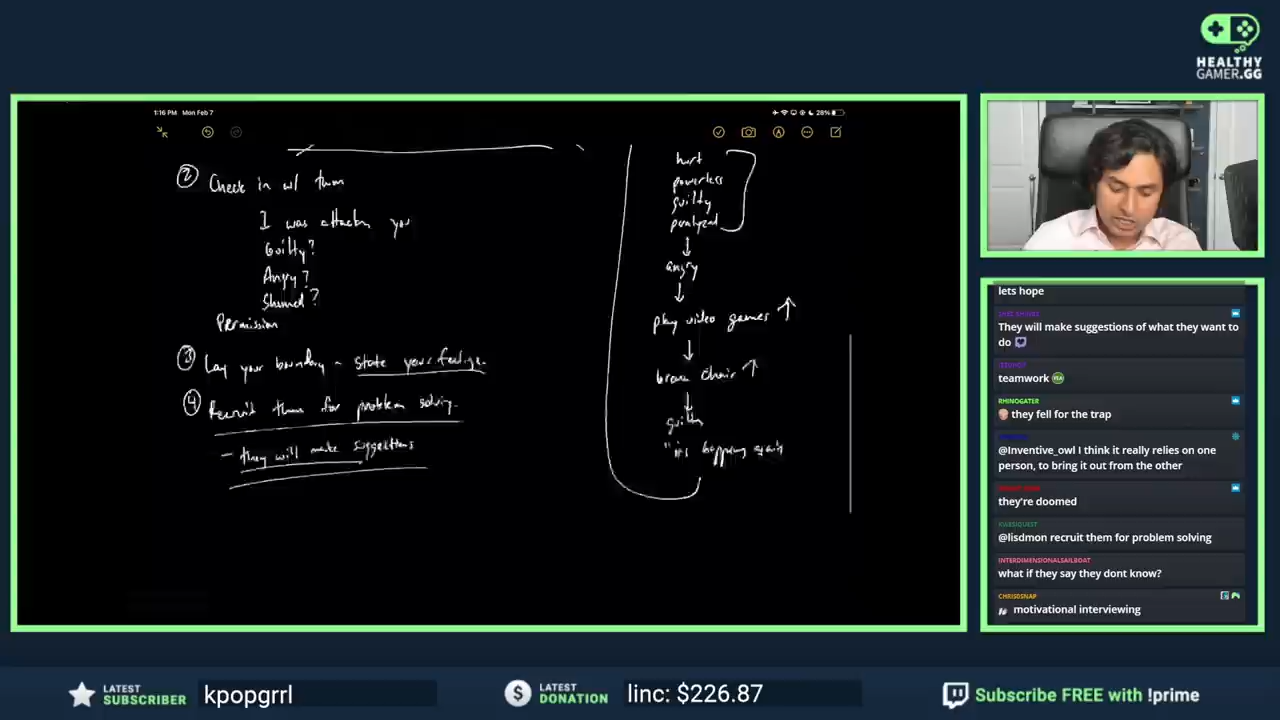 HEALTHY
GAMER.GG
1:16 PM Mon Feb 7
28%
② Check in w/ them
I was attacking you
Guilty?
Angry?
Shamed?
Permission
③ Lay your boundary - state your feelings.
④ Recruit them for problem solving.
- they will make suggestions
hurt
powerless
guilty
paralyzed
↓
angry
↓
play video games ↑
↓
broken chair ↑
↓
guilty
"it's happening again
lets hope
They will make suggestions of what they want to
do
teamwork
RHINOGATER
they fell for the trap
@Inventive_owl I think it really relies on one
person, to bring it out from the other
they're doomed
@lisdmon recruit them for problem solving
INTERDIMENSIONALSAILBOAT
what if they say they dont know?
CHRISDSNAP
motivational interviewing
LATEST
SUBSCRIBER
kpopgrrl
LATEST
DONATION
linc: $226.87
Subscribe FREE with !prime